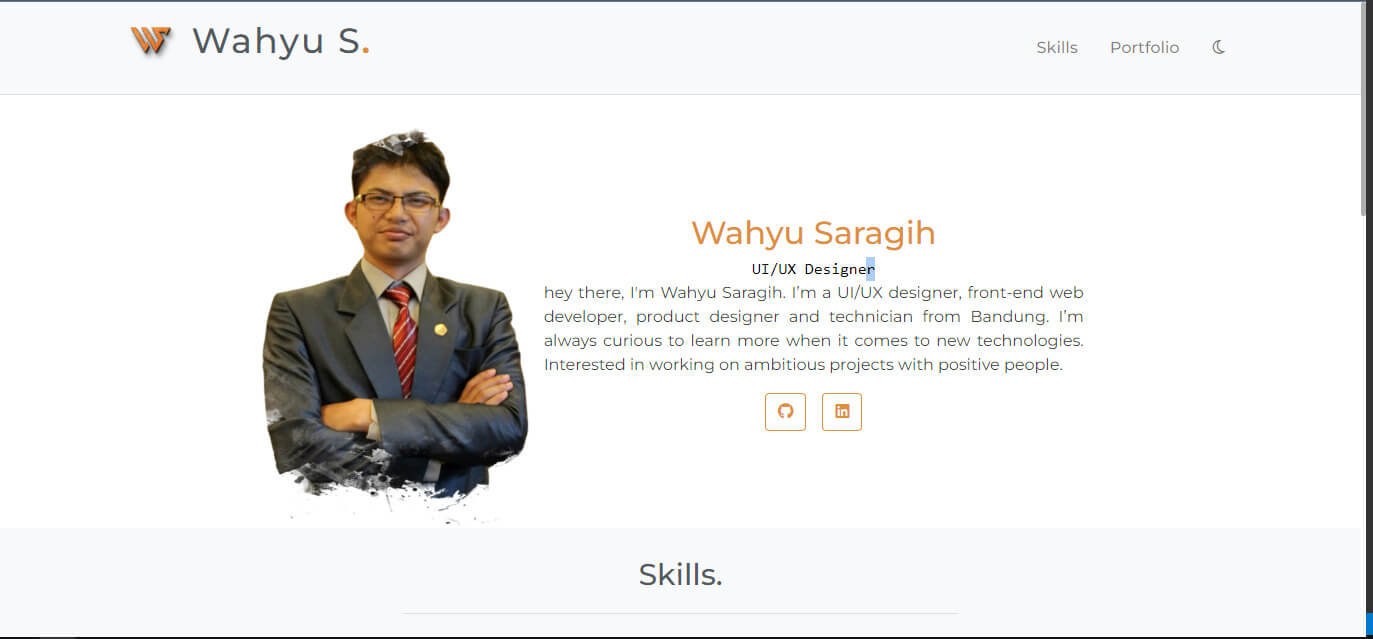 Wahyu S.
Skills Portfolio
Wahyu Saragih
UI/UX Designer
hey there, I'm Wahyu Saragih. I’m a UI/UX designer, front-end web
developer, product designer and technician from Bandung. I’m
always curious to learn more when it comes to new technologies.
Interested in working on ambitious projects with positive people.
Skills.